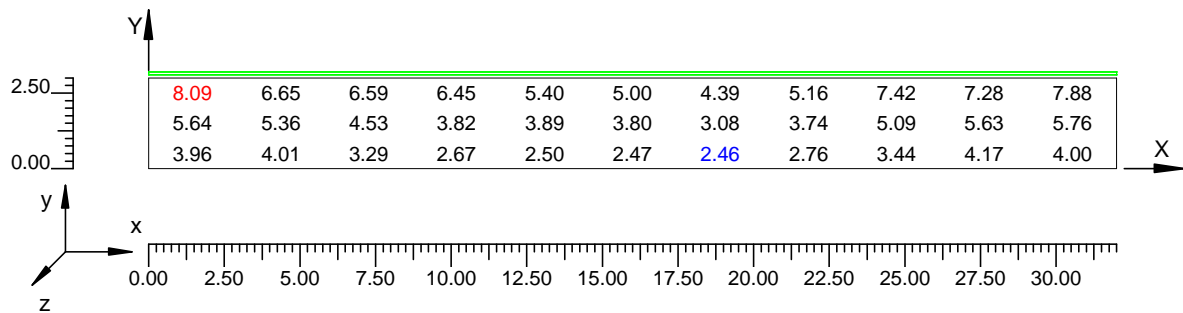 Y
2.50
8.09 6.65 6.59 6.45 5.40 5.00 4.39 5.16 7.42 7.28 7.88
5.64 5.36 4.53 3.82 3.89 3.80 3.08 3.74 5.09 5.63 5.76
0.00
3.96 4.01 3.29 2.67 2.50 2.47 2.46 2.76 3.44 4.17 4.00
X
y
x
z
0.00 2.50 5.00 7.50 10.00 12.50 15.00 17.50 20.00 22.50 25.00 27.50 30.00